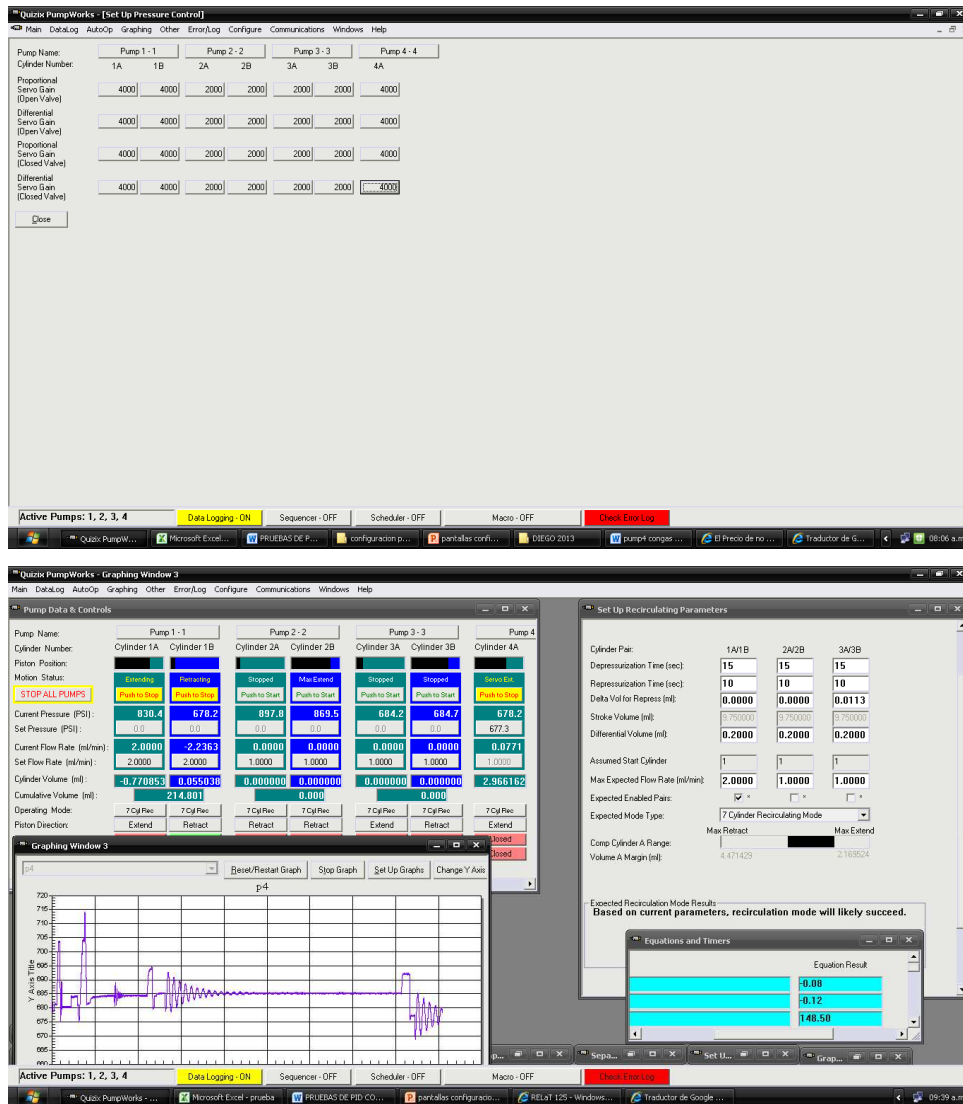 Quizix PumpWorks - [Set Up Pressure Control]
Main DataLog AutoOp Graphing Other Error/Log Configure Communications Windows Help
Pump Name: Pump 1 - 1 Pump 2 - 2 Pump 3 - 3 Pump 4 - 4
Cylinder Number: 1A 1B 2A 2B 3A 3B 4A
Proportional
Servo Gain 4000 4000 2000 2000 2000 2000 4000
(Open Valve)
Differential
Servo Gain 4000 4000 2000 2000 2000 2000 4000
(Open Valve)
Proportional
Servo Gain 4000 4000 2000 2000 2000 2000 4000
(Closed Valve)
Differential
Servo Gain 4000 4000 2000 2000 2000 2000 4000
(Closed Valve)
Close
Active Pumps: 1, 2, 3, 4 Data Logging - ON Sequencer - OFF Scheduler - OFF Macro - OFF Check Error Log
Quizix PumpW... Microsoft Excel... PRUEBAS DE P... configuracion p... pantallas confi... DIEGO 2013 pump4 congas ... El Precio de no ... Traductor de G... 08:06 a.m
Quizix PumpWorks - Graphing Window 3
Main DataLog AutoOp Graphing Other Error/Log Configure Communications Windows Help
Pump Data & Controls
Pump Name: Pump 1 - 1 Pump 2 - 2 Pump 3 - 3 Pump 4
Cylinder Number: Cylinder 1A Cylinder 1B Cylinder 2A Cylinder 2B Cylinder 3A Cylinder 3B Cylinder 4A
Piston Position:
Motion Status: Extending Retracting Stopped Max Extend Stopped Stopped Servo Ext.
STOP ALL PUMPS Push to Stop Push to Stop Push to Start Push to Start Push to Start Push to Start Push to Stop
Current Pressure (PSI): 830.4 678.2 897.8 869.5 684.2 684.7 678.2
Set Pressure (PSI): 0.0 0.0 0.0 0.0 0.0 0.0 677.3
Current Flow Rate (ml/min): 2.0000 -2.2363 0.0000 0.0000 0.0000 0.0000 0.0771
Set Flow Rate (ml/min): 2.0000 2.0000 1.0000 1.0000 1.0000 1.0000 1.0000
Cylinder Volume (ml): -0.770853 0.055038 0.000000 0.000000 0.000000 0.000000 2.966162
Cumulative Volume (ml): 214.801 0.000 0.000
Operating Mode: 7 Cyl Rec 7 Cyl Rec 7 Cyl Rec 7 Cyl Rec 7 Cyl Rec 7 Cyl Rec 7 Cyl Rec
Piston Direction: Extend Retract Extend Retract Extend Retract Extend
Closed
Closed
Graphing Window 3
p4 Reset/Restart Graph Stop Graph Set Up Graphs Change Y Axis
p4
Y Axis Title
720
715
710
705
700
695
690
685
680
675
670
665
Set Up Recirculating Parameters
Cylinder Pair: 1A/1B 2A/2B 3A/3B
Depressurization Time (sec): 15 15 15
Repressurization Time (sec): 10 10 10
Delta Vol for Repress (ml): 0.0000 0.0000 0.0113
Stroke Volume (ml): 9.750000 9.750000 9.750000
Differential Volume (ml): 0.2000 0.2000 0.2000
Assumed Start Cylinder 1 1 1
Max Expected Flow Rate (ml/min): 2.0000 1.0000 1.0000
Expected Enabled Pairs: * * *
Expected Mode Type: 7 Cylinder Recirculating Mode
Max Retract Max Extend
Comp Cylinder A Range:
Volume A Margin (ml): 4.471429 2.169524
Expected Recirculation Mode Results
Based on current parameters, recirculation mode will likely succeed.
Equations and Timers
Equation Result
-0.08
-0.12
148.50
Sepa... Set U... Grap...
Active Pumps: 1, 2, 3, 4 Data Logging - ON Sequencer - OFF Scheduler - OFF Macro - OFF Check Error Log
Quizix PumpWorks - ... Microsoft Excel - prueba PRUEBAS DE PID CO... pantallas configuracio... RELaT 125 - Windows... Traductor de Google ... 09:39 a.m